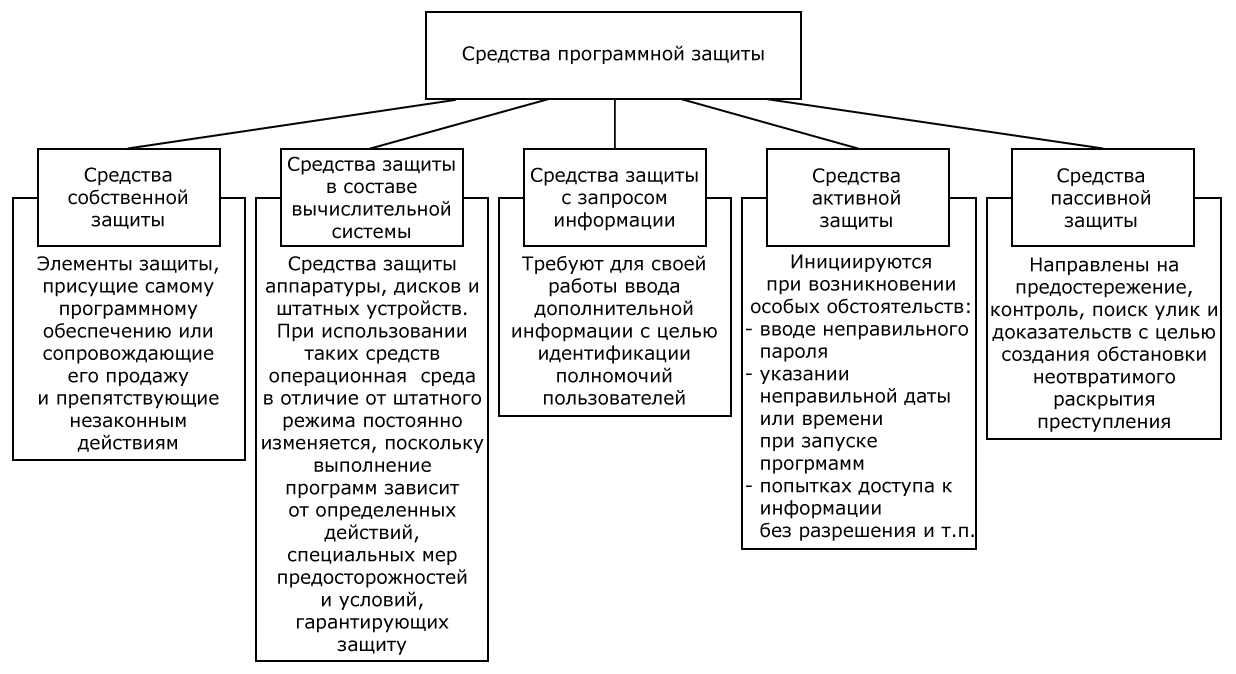 Средства программной защиты
Средства
собственной
защиты
Элементы защиты,
присущие самому
программному
обеспечению или
сопровождающие
его продажу
и препятствующие
незаконным
действиям
Средства защиты
в составе
вычислительной
системы
Средства защиты
аппаратуры, дисков и
штатных устройств.
При использовании
таких средств
операционная среда
в отличие от штатного
режима постоянно
изменяется, поскольку
выполнение
программ зависит
от определенных
действий,
специальных мер
предосторожностей
и условий,
гарантирующих
защиту
Средства защиты
с запросом
информации
Требуют для своей
работы ввода
дополнительной
информации с целью
идентификации
полномочий
пользователей
Средства
активной
защиты
Инициируются
при возникновении
особых обстоятельств:
- вводе неправильного
пароля
- указании
неправильной даты
или времени
при запуске
прогрмамм
- попытках доступа к
информации
без разрешения и т.п.
Средства
пассивной
защиты
Направлены на
предостережение,
контроль, поиск улик и
доказательств с целью
создания обстановки
неотвратимого
раскрытия
преступления